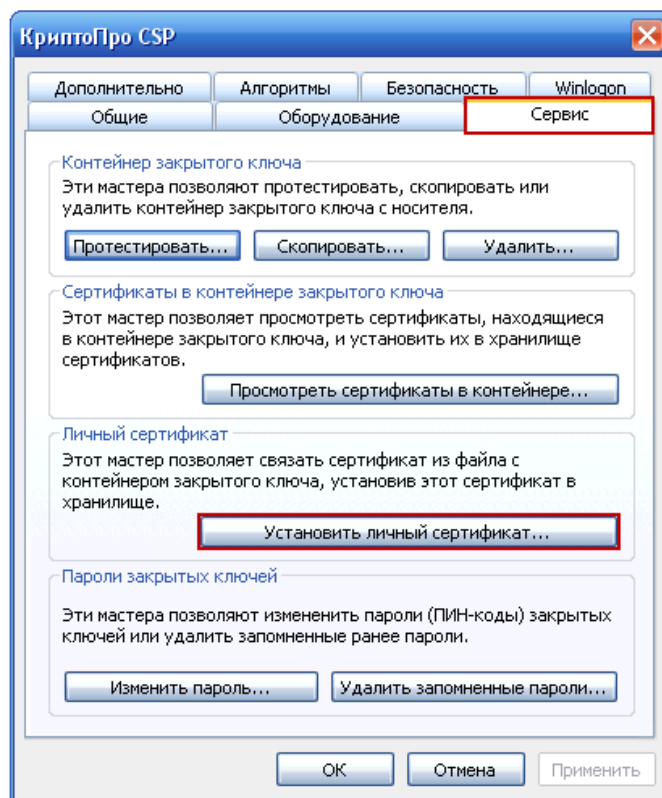 КриптоПро CSP
Дополнительно Алгоритмы Безопасность Winlogon
Общие Оборудование Сервис
Контейнер закрытого ключа
Эти мастера позволяют протестировать, скопировать или
удалить контейнер закрытого ключа с носителя.
Протестировать... Скопировать... Удалить...
Сертификаты в контейнере закрытого ключа
Этот мастер позволяет просмотреть сертификаты, находящиеся
в контейнере закрытого ключа, и установить их в хранилище
сертификатов.
Просмотреть сертификаты в контейнере...
Личный сертификат
Этот мастер позволяет связать сертификат из файла с
контейнером закрытого ключа, установив этот сертификат в
хранилище.
Установить личный сертификат...
Пароли закрытых ключей
Эти мастера позволяют измененить пароли (ПИН-коды) закрытых
ключей или удалить запомненные ранее пароли.
Изменить пароль... Удалить запомненные пароли...
ОК Отмена Применить